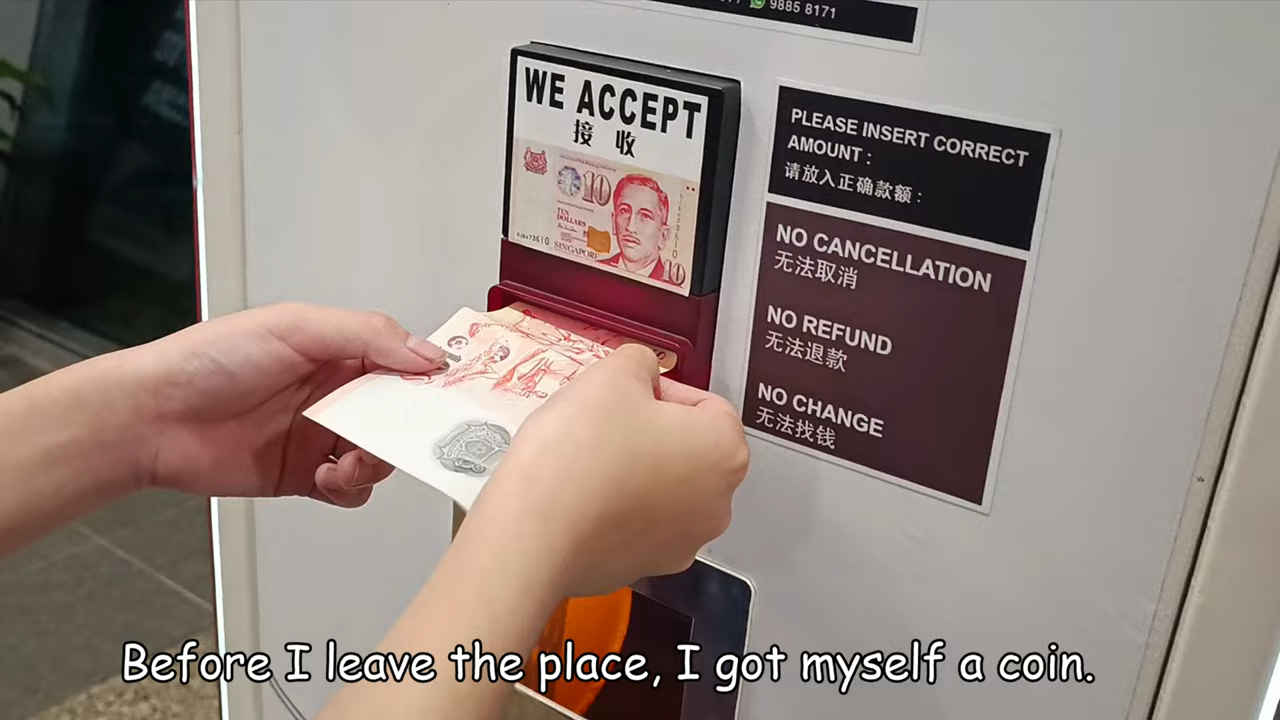 9885 8171
WE ACCEPT
接收
10
TEN
DOLLARS
SINGAPORE
10
PLEASE INSERT CORRECT
AMOUNT :
请放入正确款额 :
NO CANCELLATION
无法取消
NO REFUND
无法退款
NO CHANGE
无法找钱
Before I leave the place, I got myself a coin.